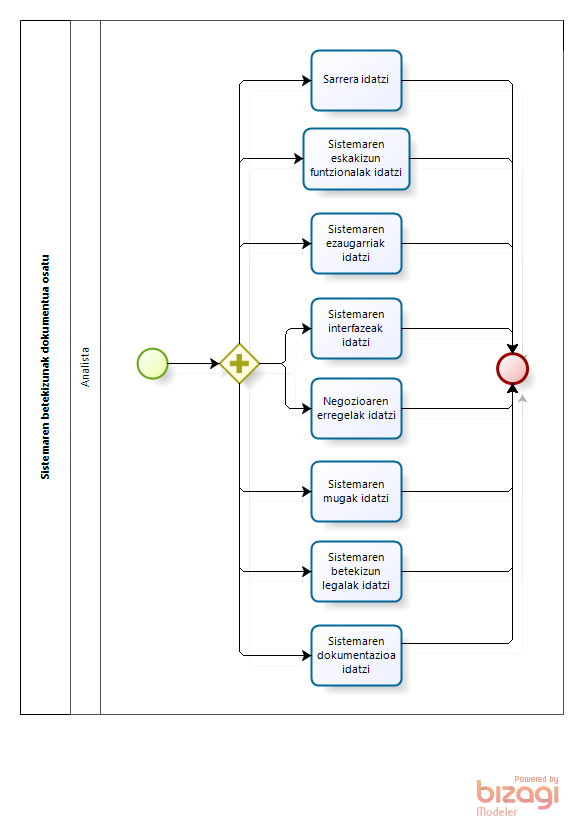 Sistemaren betekizunak dokumentua osatu
Analista
Sarrera idatzi
Sistemaren
eskakizun
funtzionalak idatzi
Sistemaren
ezaugarriak
idatzi
Sistemaren
interfazeak
idatzi
Negozioaren
erregelak idatzi
Sistemaren
mugak idatzi
Sistemaren
betekizun
legalak idatzi
Sistemaren
dokumentazioa
idatzi
Powered by
bizagi
Modeler